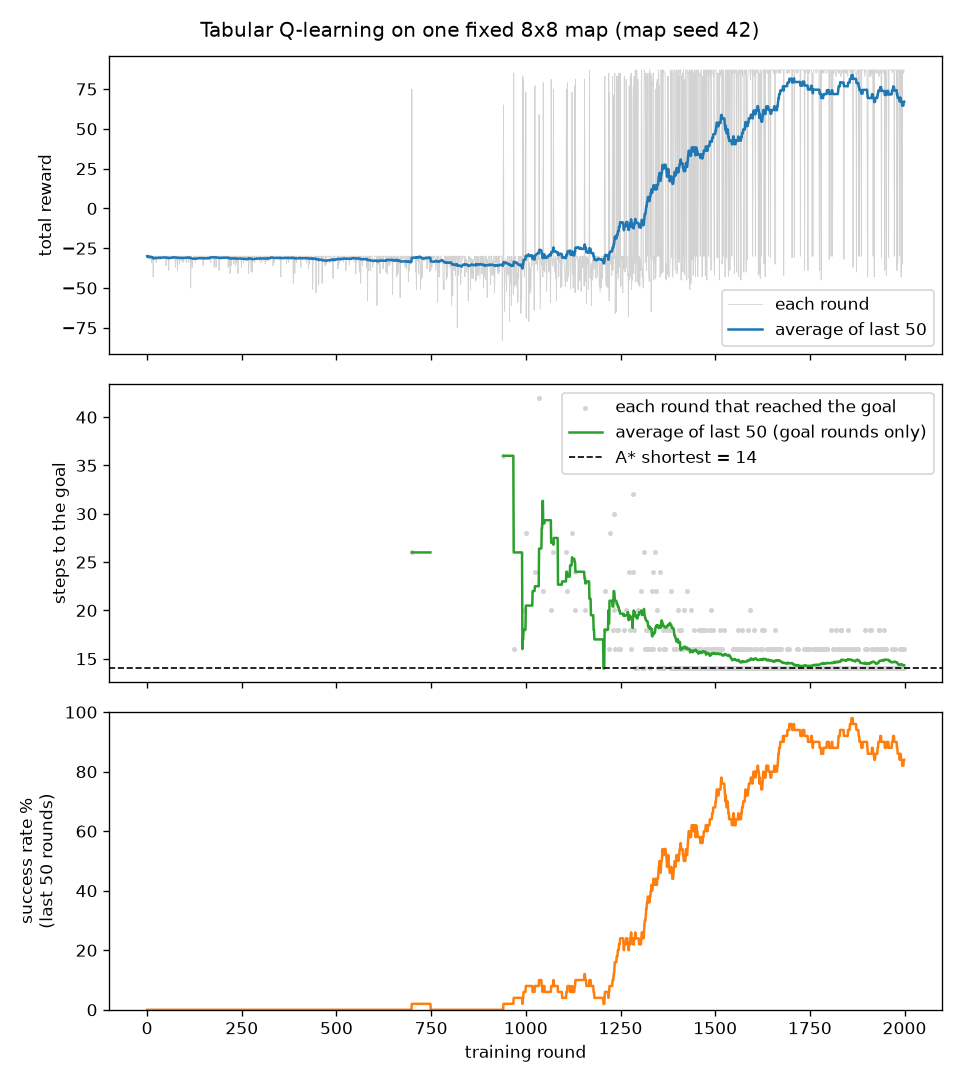 Tabular Q-learning on one fixed 8x8 map (map seed 42)
75
50
25
0
−25
−50
−75
total reward
each round
average of last 50
40
35
30
25
20
15
steps to the goal
each round that reached the goal
average of last 50 (goal rounds only)
A* shortest = 14
100
80
60
40
20
0
success rate %
(last 50 rounds)
0
250
500
750
1000
1250
1500
1750
2000
training round